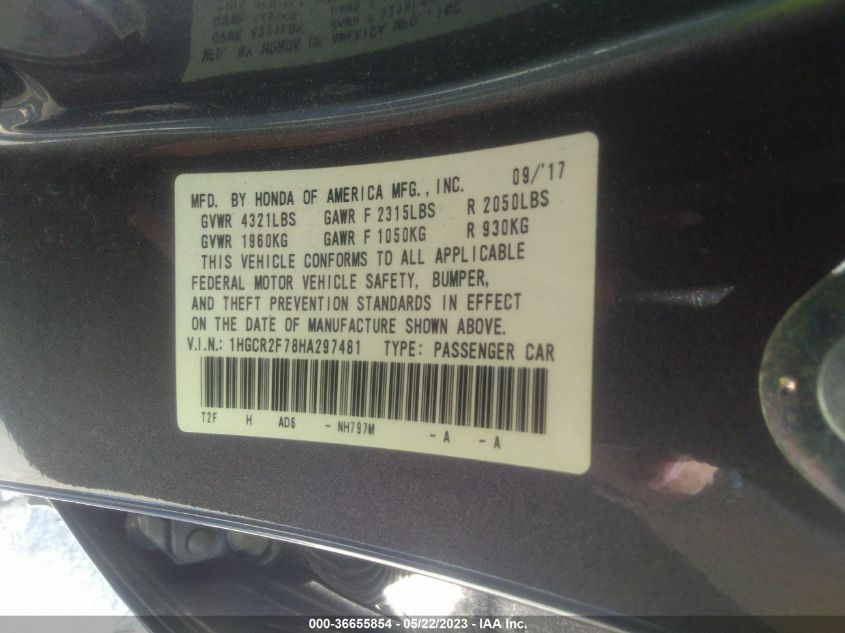 MFD. BY HONDA OF AMERICA MFG., INC. 09/'17
GVWR 4321LBS GAWR F 2315LBS R 2050LBS
GVWR 1960KG GAWR F 1050KG R 930KG
THIS VEHICLE CONFORMS TO ALL APPLICABLE
FEDERAL MOTOR VEHICLE SAFETY, BUMPER,
AND THEFT PREVENTION STANDARDS IN EFFECT
ON THE DATE OF MANUFACTURE SHOWN ABOVE.
V.I.N.: 1HGCR2F78HA297481 TYPE: PASSENGER CAR
T2F H AD6 - NH797M - A - A
000-36655854 - 05/22/2023 - IAA Inc.